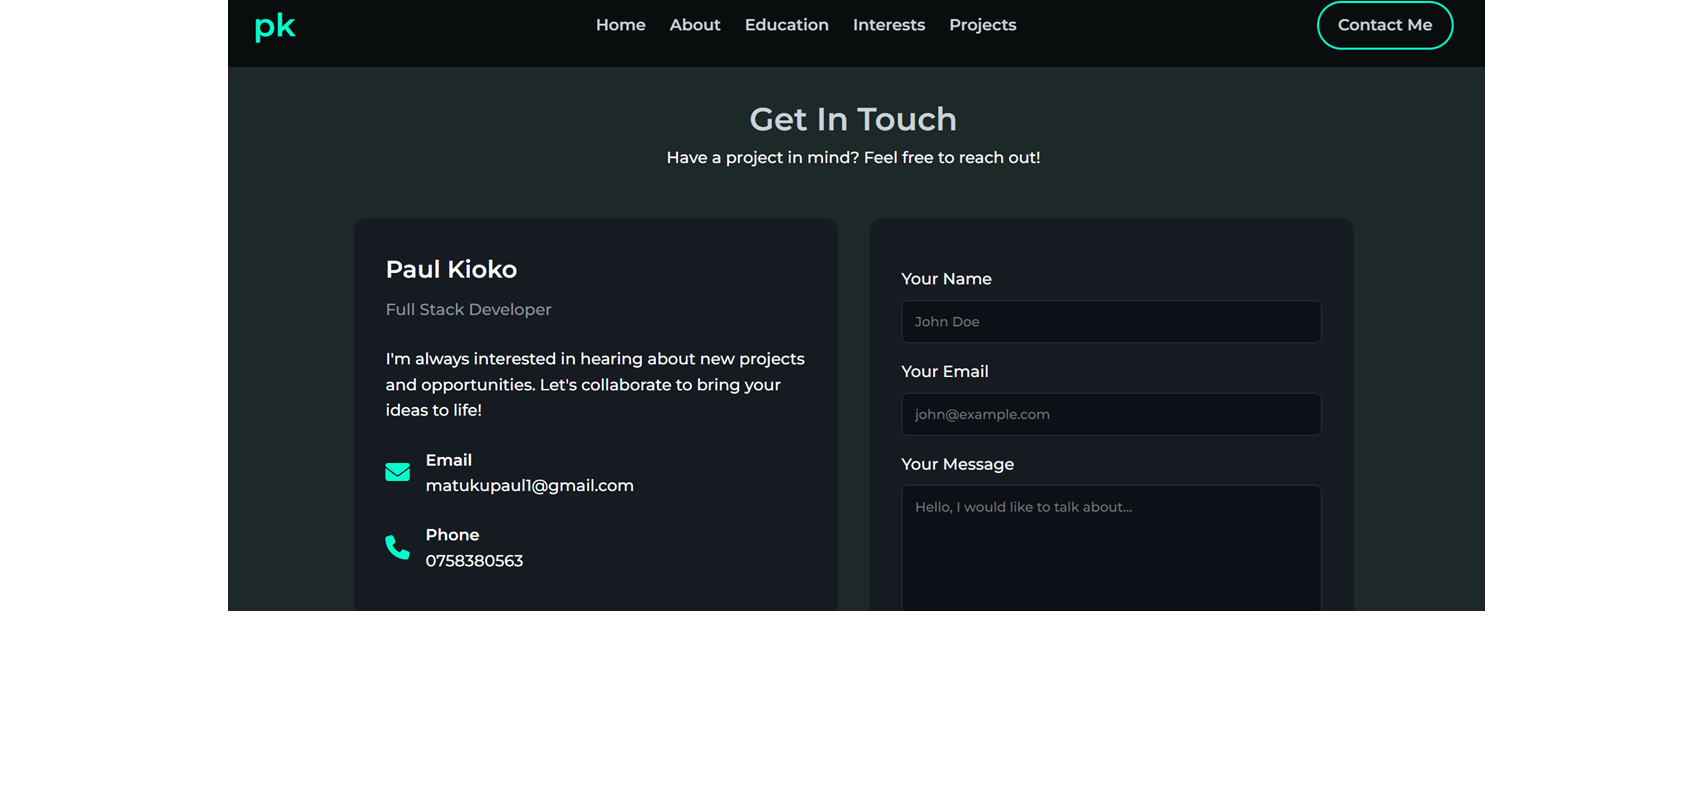 pk
Home About Education Interests Projects
Contact Me
Get In Touch
Have a project in mind? Feel free to reach out!
Paul Kioko
Full Stack Developer
I'm always interested in hearing about new projects
and opportunities. Let's collaborate to bring your
ideas to life!
Email
matukupaul1@gmail.com
Phone
0758380563
Your Name
John Doe
Your Email
john@example.com
Your Message
Hello, I would like to talk about...